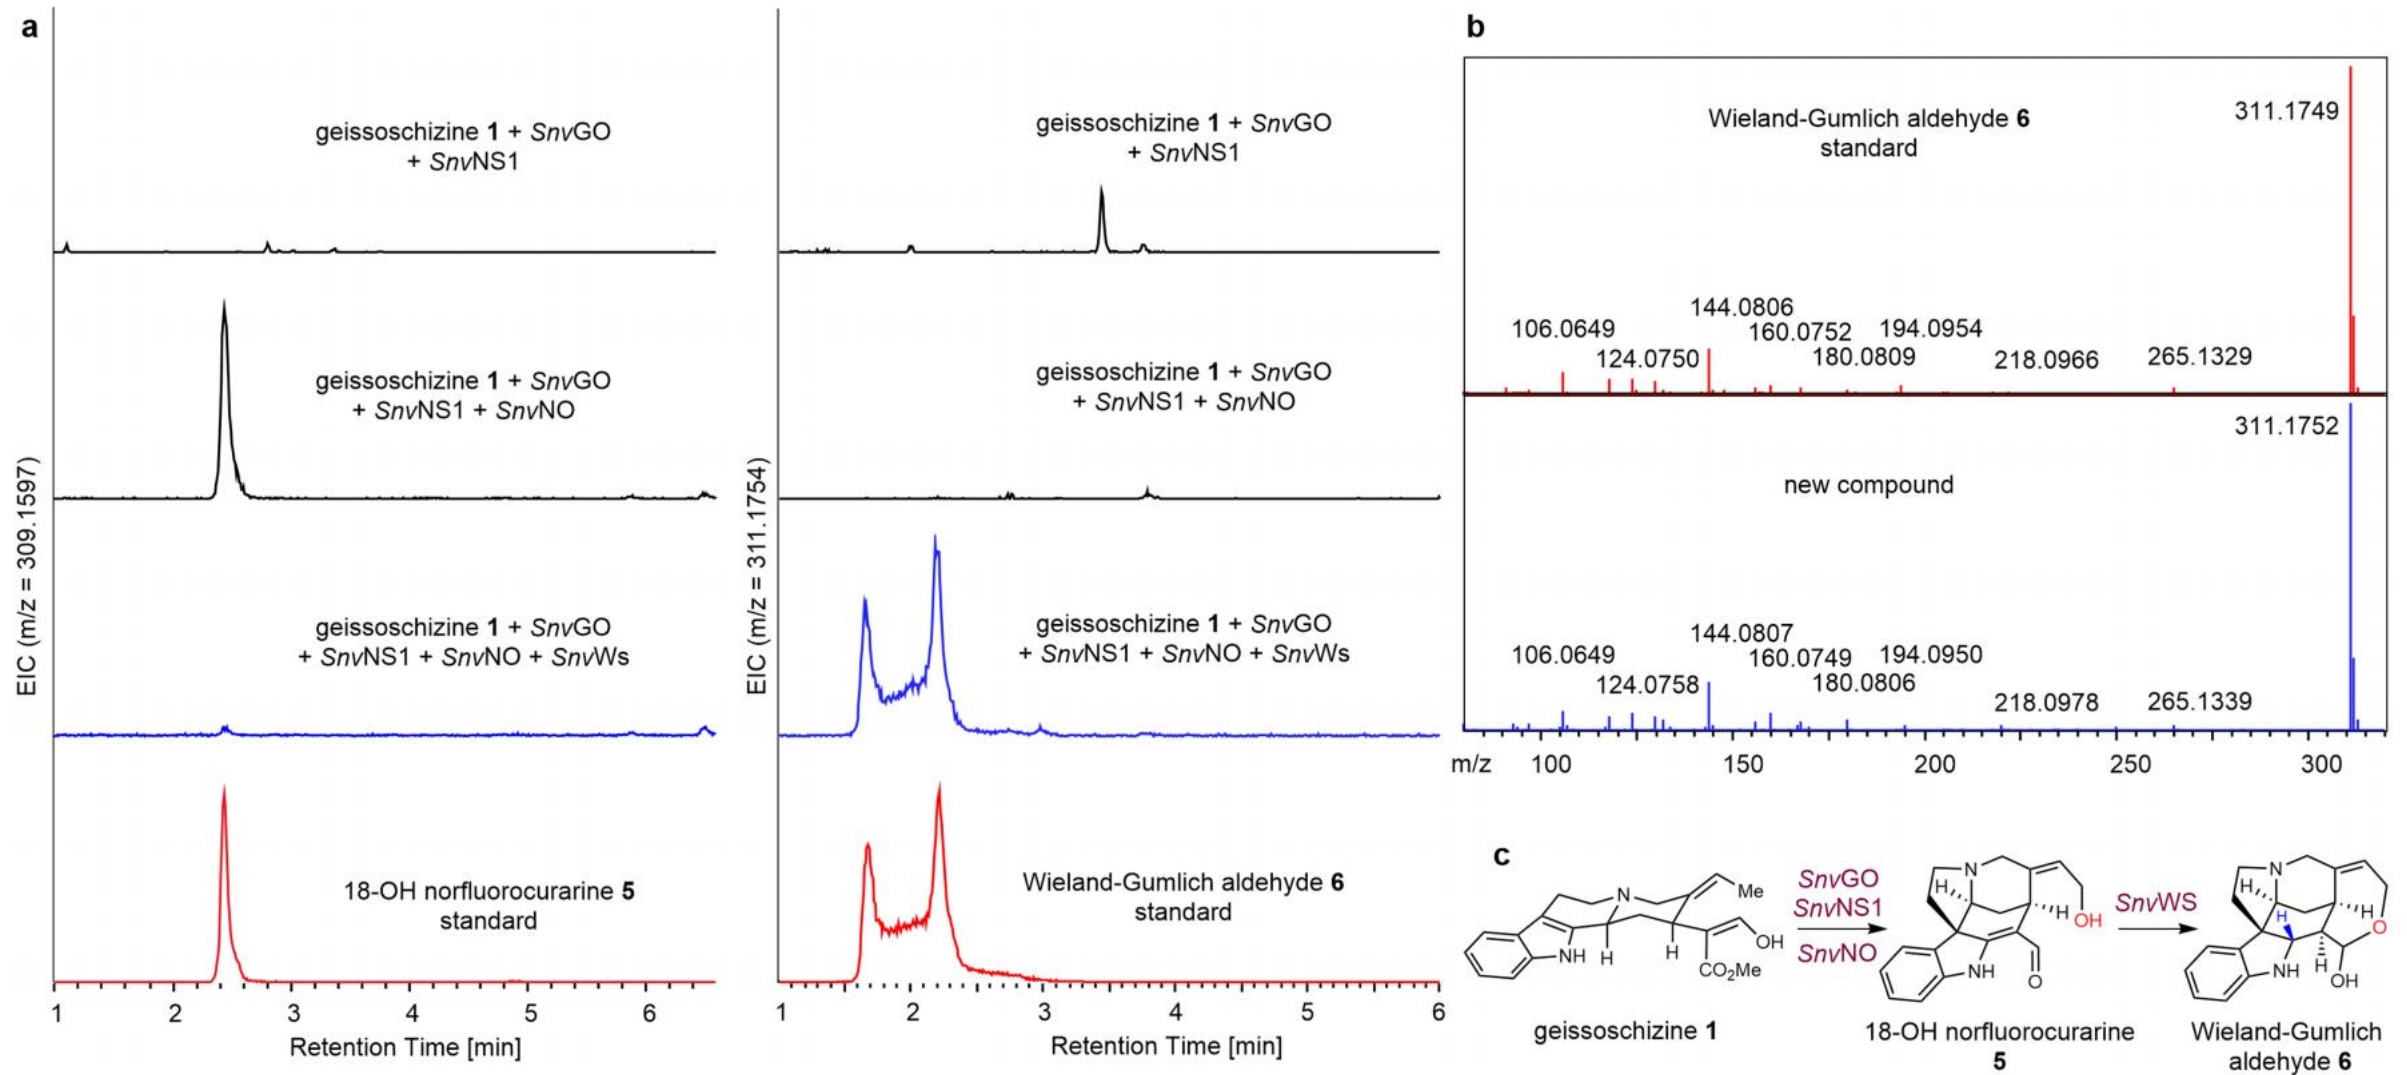 a
EIC (m/z = 309.1597)
geissoschizine 1 + SnvGO
+ SnvNS1
geissoschizine 1 + SnvGO
+ SnvNS1 + SnvNO
geissoschizine 1 + SnvGO
+ SnvNS1 + SnvNO + SnvWs
18-OH norfluorocurarine 5
standard
1 2 3 4 5 6
Retention Time [min]
EIC (m/z = 311.1754)
geissoschizine 1 + SnvGO
+ SnvNS1
geissoschizine 1 + SnvGO
+ SnvNS1 + SnvNO
geissoschizine 1 + SnvGO
+ SnvNS1 + SnvNO + SnvWs
Wieland-Gumlich aldehyde 6
standard
1 2 3 4 5 6
Retention Time [min]
b
Wieland-Gumlich aldehyde 6
standard
311.1749
144.0806
106.0649 160.0752 194.0954
124.0750 180.0809 218.0966 265.1329
new compound
311.1752
144.0807
106.0649 160.0749 194.0950
124.0758 180.0806 218.0978 265.1339
m/z 100 150 200 250 300
c
N
Me
OH
NH
H
H
CO2Me
geissoschizine 1
SnvGO
SnvNS1
SnvNO
N
H
H
OH
NH
O
18-OH norfluorocurarine
5
SnvWS
N
H
H
H
O
NH
H
OH
Wieland-Gumlich
aldehyde 6